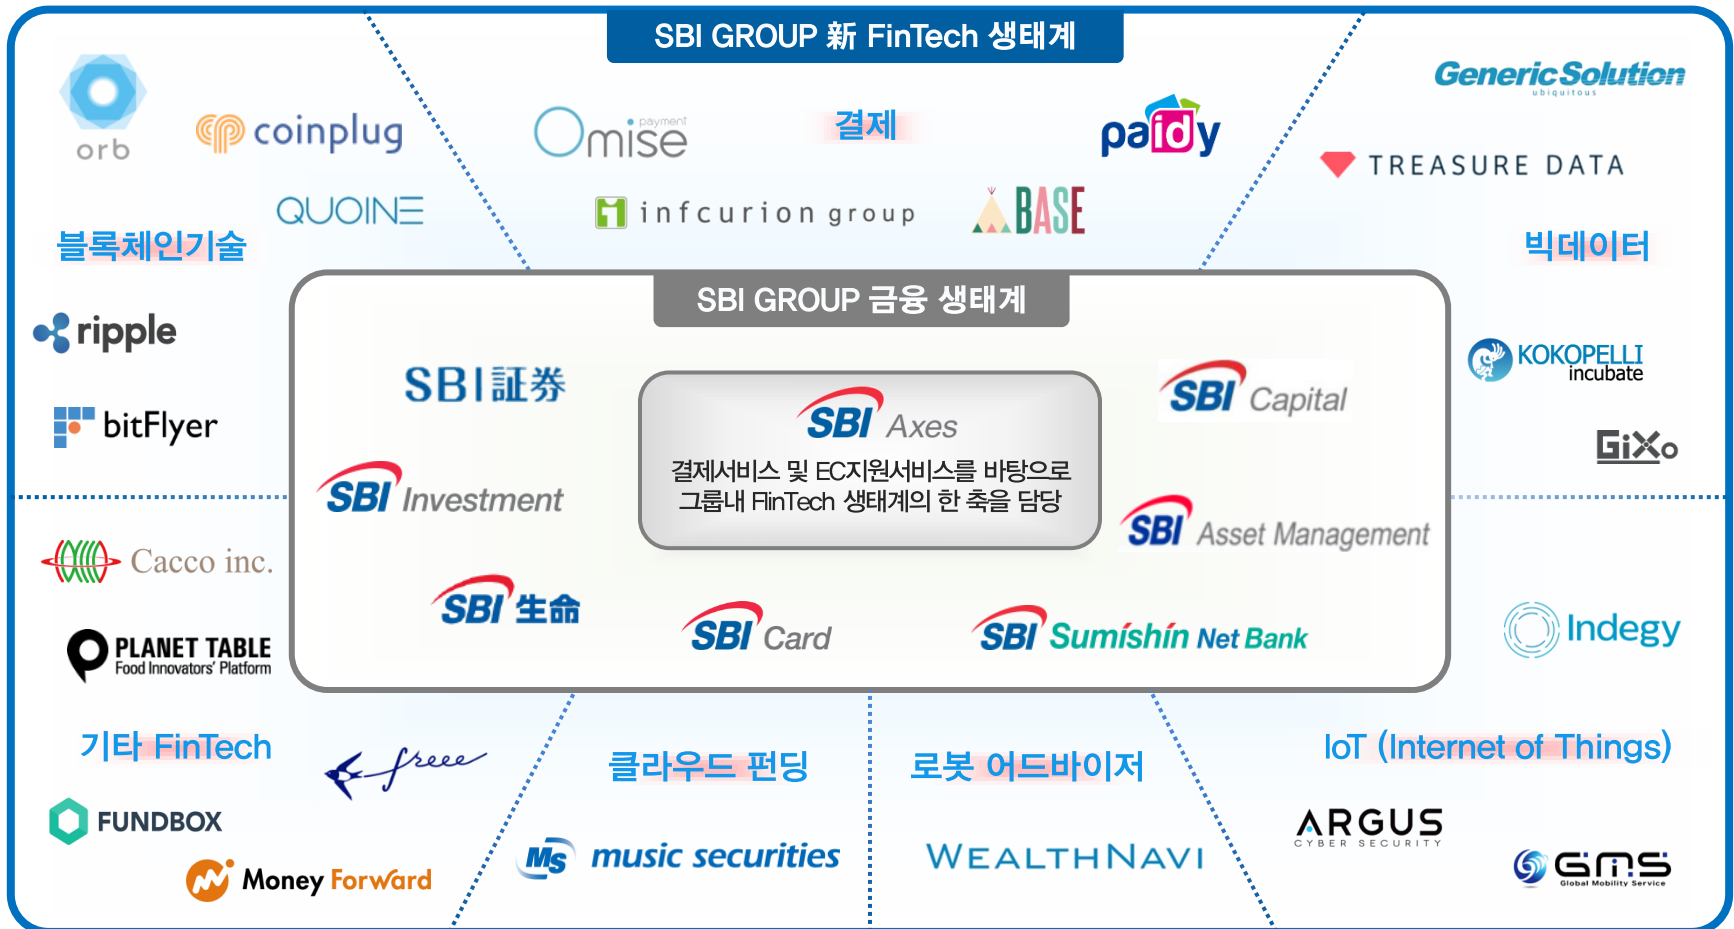 SBI GROUP 新 FinTech 생태계
orb
coinplug
QUOINE
블록체인기술
ripple
bitFlyer
payment
Omise
결제
paidy
infcurion group
BASE
Generic Solution
ubiquitous
TREASURE DATA
빅데이터
KOKOPELLI
incubate
GiXo
SBI GROUP 금융 생태계
SBI証券
SBI Investment
SBI生命
SBI Card
SBI Axes
결제서비스 및 EC지원서비스를 바탕으로
그룹내 FlinTech 생태계의 한 축을 담당
SBI Capital
SBI Asset Management
SBI Sumishin Net Bank
Cacco inc.
PLANET TABLE
Food Innovators' Platform
기타 FinTech
freee
FUNDBOX
Money Forward
클라우드 펀딩
MS music securities
로봇 어드바이저
WEALTHNAVI
Indegy
IoT (Internet of Things)
ARGUS
CYBER SECURITY
GMS
Global Mobility Service